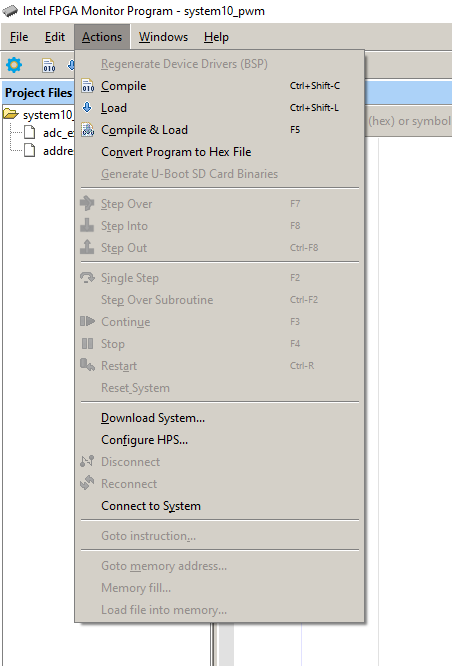 Intel FPGA Monitor Program - system10_pwm
File Edit Actions Windows Help
Project Files
system10_
adc_e
addre
(hex) or symbol
Regenerate Device Drivers (BSP)
Compile Ctrl+Shift-C
Load Ctrl+Shift-L
Compile & Load F5
Convert Program to Hex File
Generate U-Boot SD Card Binaries
Step Over F7
Step Into F8
Step Out Ctrl-F8
Single Step F2
Step Over Subroutine Ctrl-F2
Continue F3
Stop F4
Restart Ctrl-R
Reset System
Download System...
Configure HPS...
Disconnect
Reconnect
Connect to System
Goto instruction...
Goto memory address...
Memory fill...
Load file into memory...